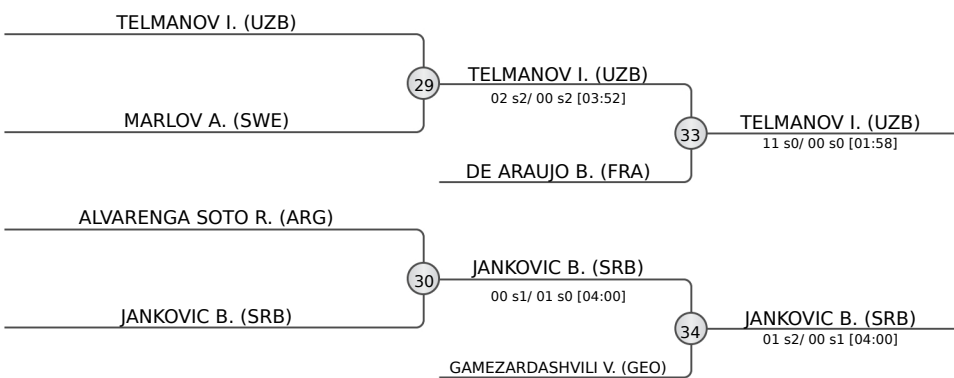 TELMANOV I. (UZB)
29
TELMANOV I. (UZB)
02 s2/ 00 s2 [03:52]
MARLOV A. (SWE)
33
TELMANOV I. (UZB)
11 s0/ 00 s0 [01:58]
DE ARAUJO B. (FRA)
ALVARENGA SOTO R. (ARG)
30
JANKOVIC B. (SRB)
00 s1/ 01 s0 [04:00]
JANKOVIC B. (SRB)
34
JANKOVIC B. (SRB)
01 s2/ 00 s1 [04:00]
GAMEZARDASHVILI V. (GEO)